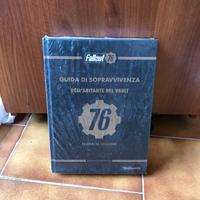 Fallout 76
GUIDA DI SOPRAVVIVENZA
DELL'ABITANTE DEL VAULT
76